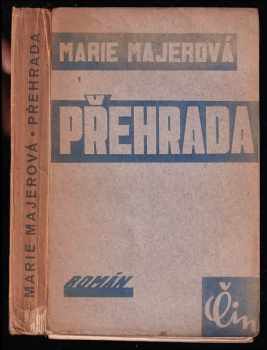 MARIE MAJEROVÁ • PŘEHRADA
MARIE MAJEROVÁ
PŘEHRADA
ROMÁN
Čin